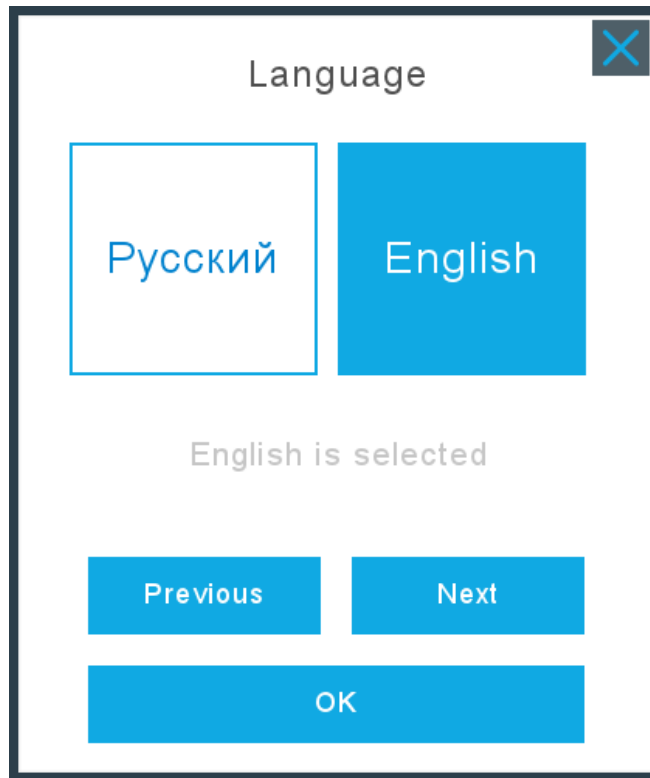 Language
Русский English
English is selected
Previous Next
OK